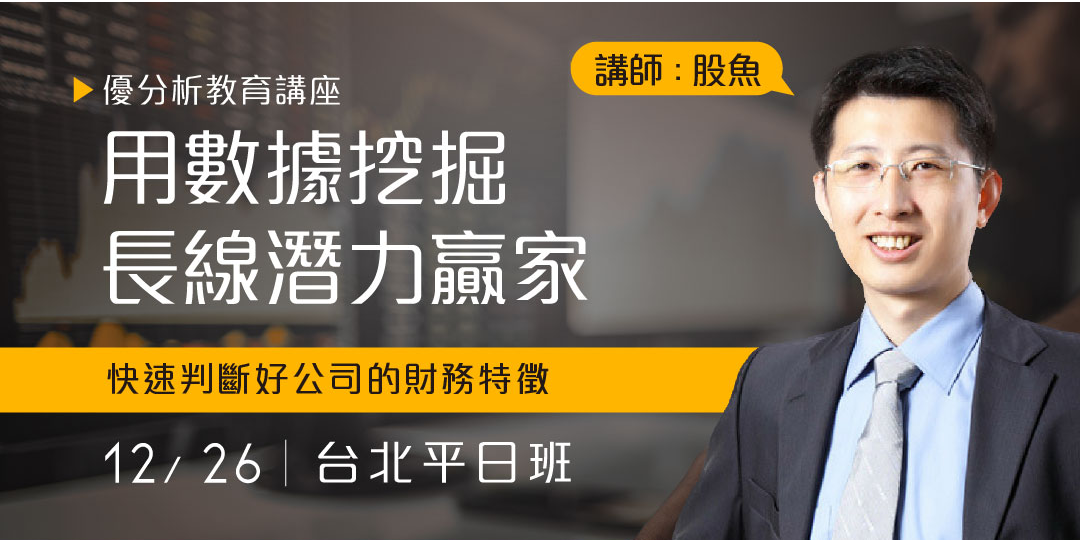 優分析教育講座
講師：股魚
用數據挖掘
長線潛力贏家
快速判斷好公司的財務特徵
12/ 26｜台北平日班